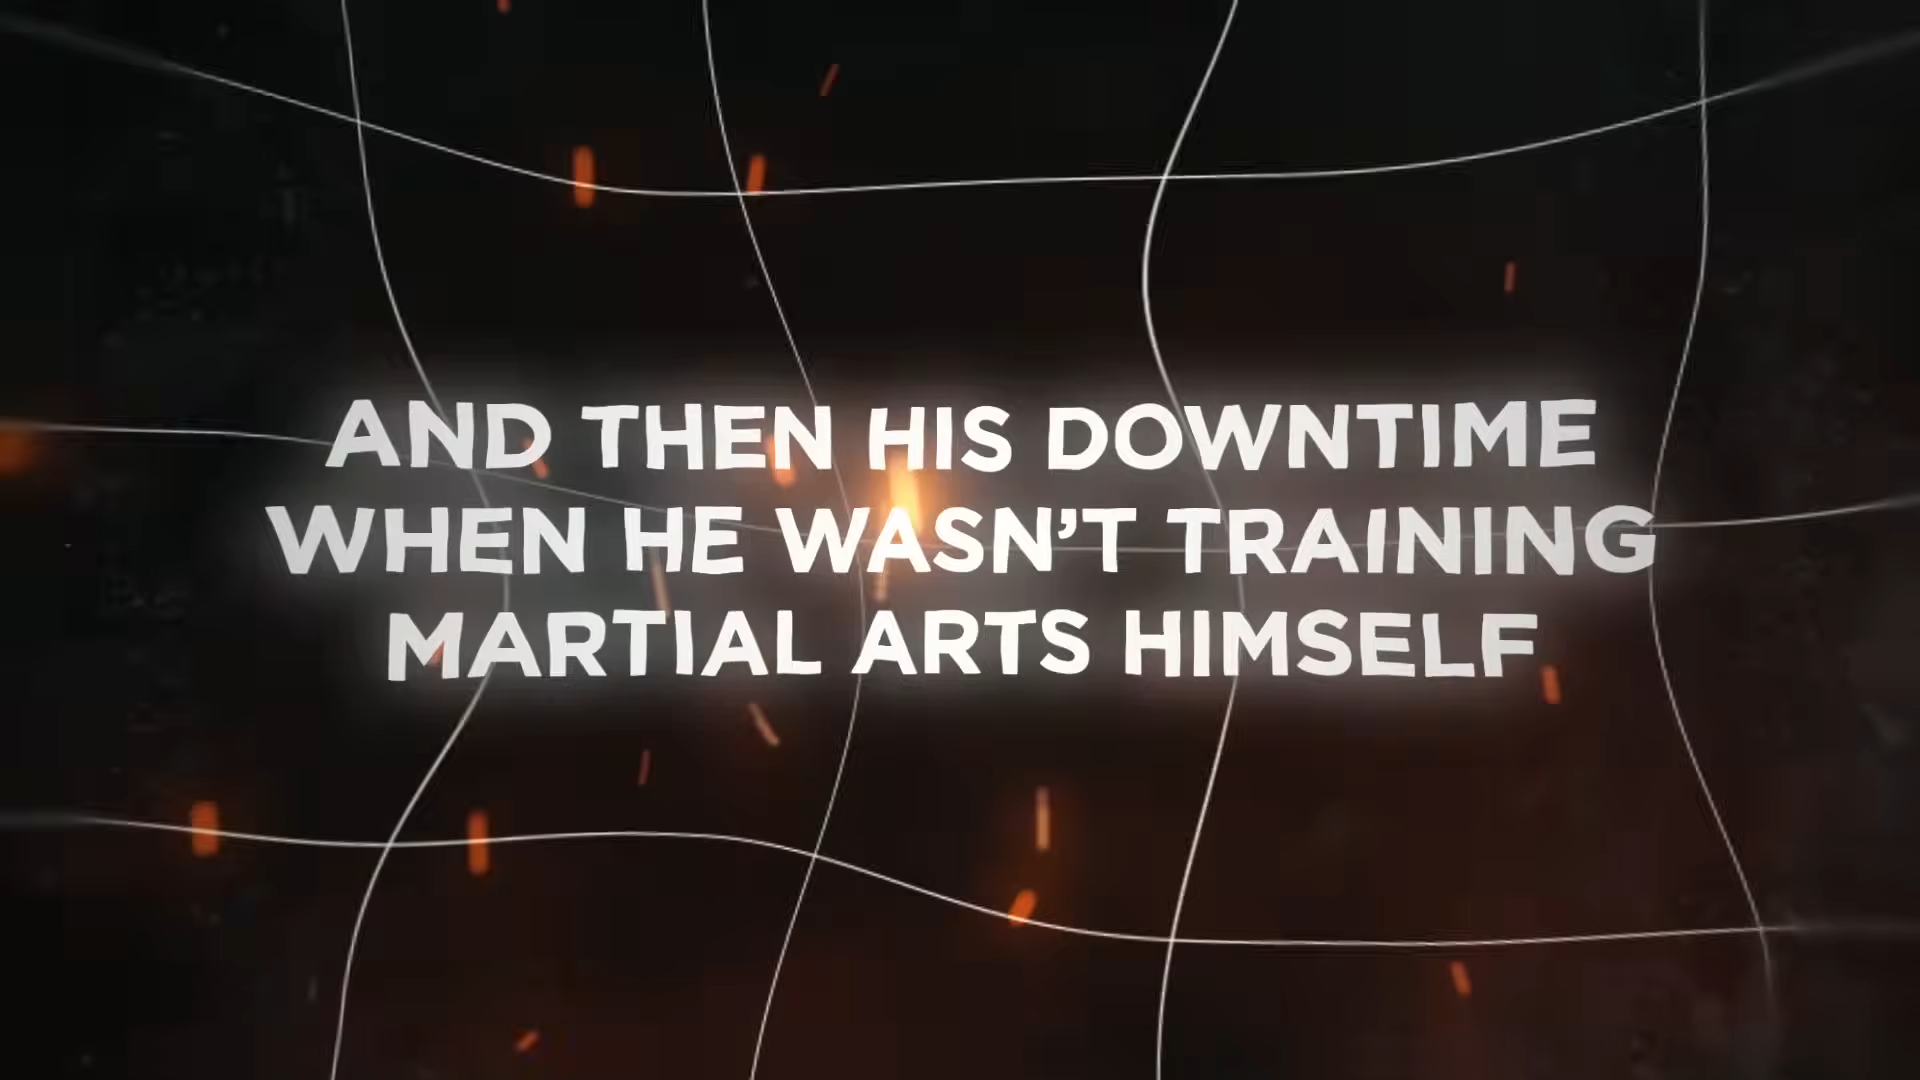 AND THEN HIS DOWNTIME
WHEN HE WASN’T TRAINING
MARTIAL ARTS HIMSELF